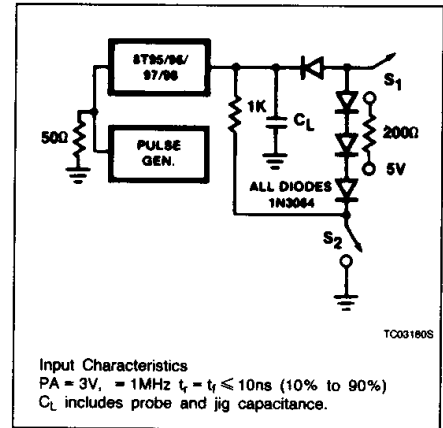 8T95/96/
97/98
S1
1K
CL
200Ω
50Ω
PULSE
GEN.
5V
ALL DIODES
1N3064
S2
TC03160S
Input Characteristics
PA = 3V, = 1MHz tr = tf ≤ 10ns (10% to 90%)
CL includes probe and jig capacitance.